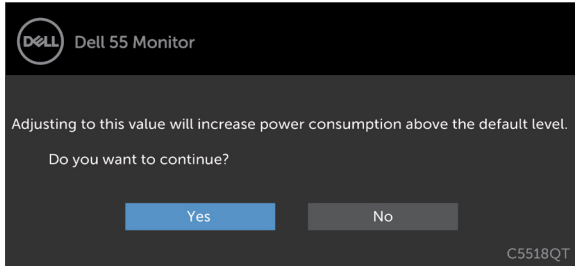 DELL Dell 55 Monitor
Adjusting to this value will increase power consumption above the default level.
Do you want to continue?
Yes No
C5518QT